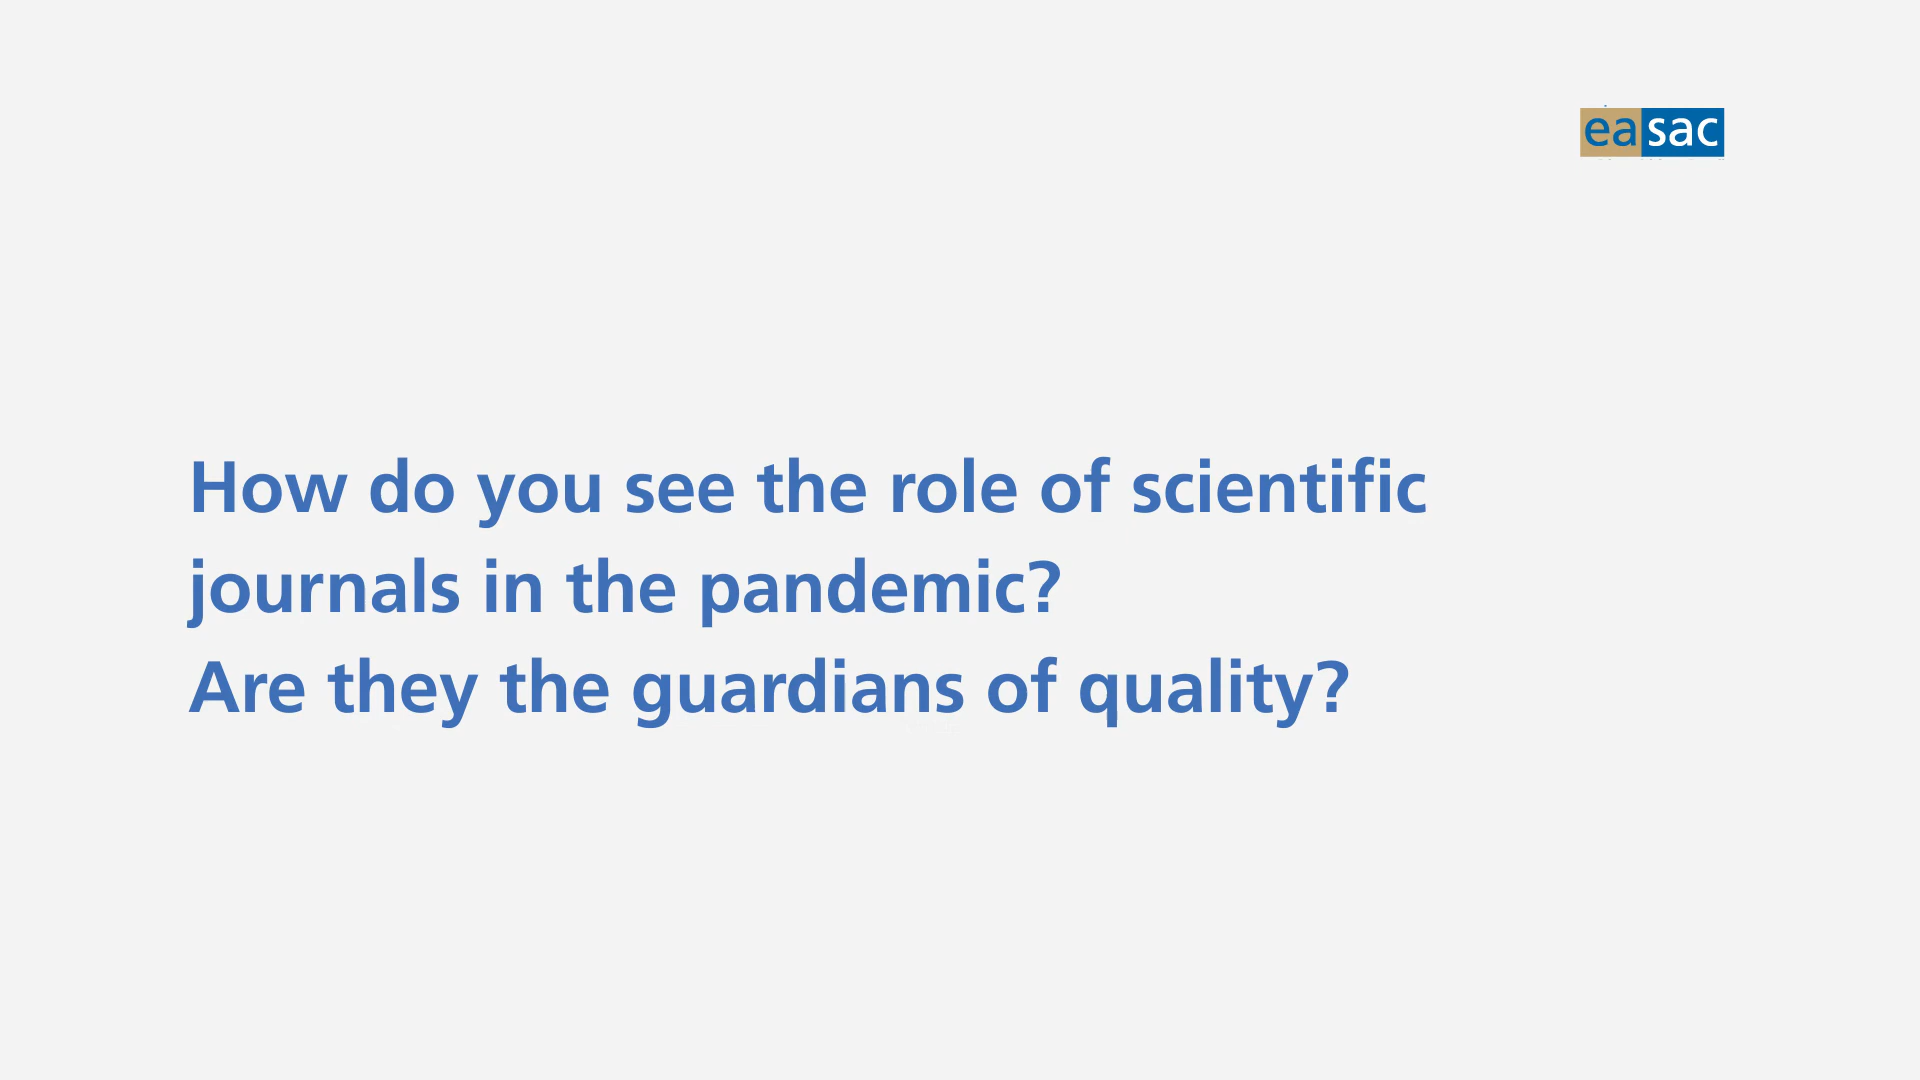 easac
How do you see the role of scientific
journals in the pandemic?
Are they the guardians of quality?